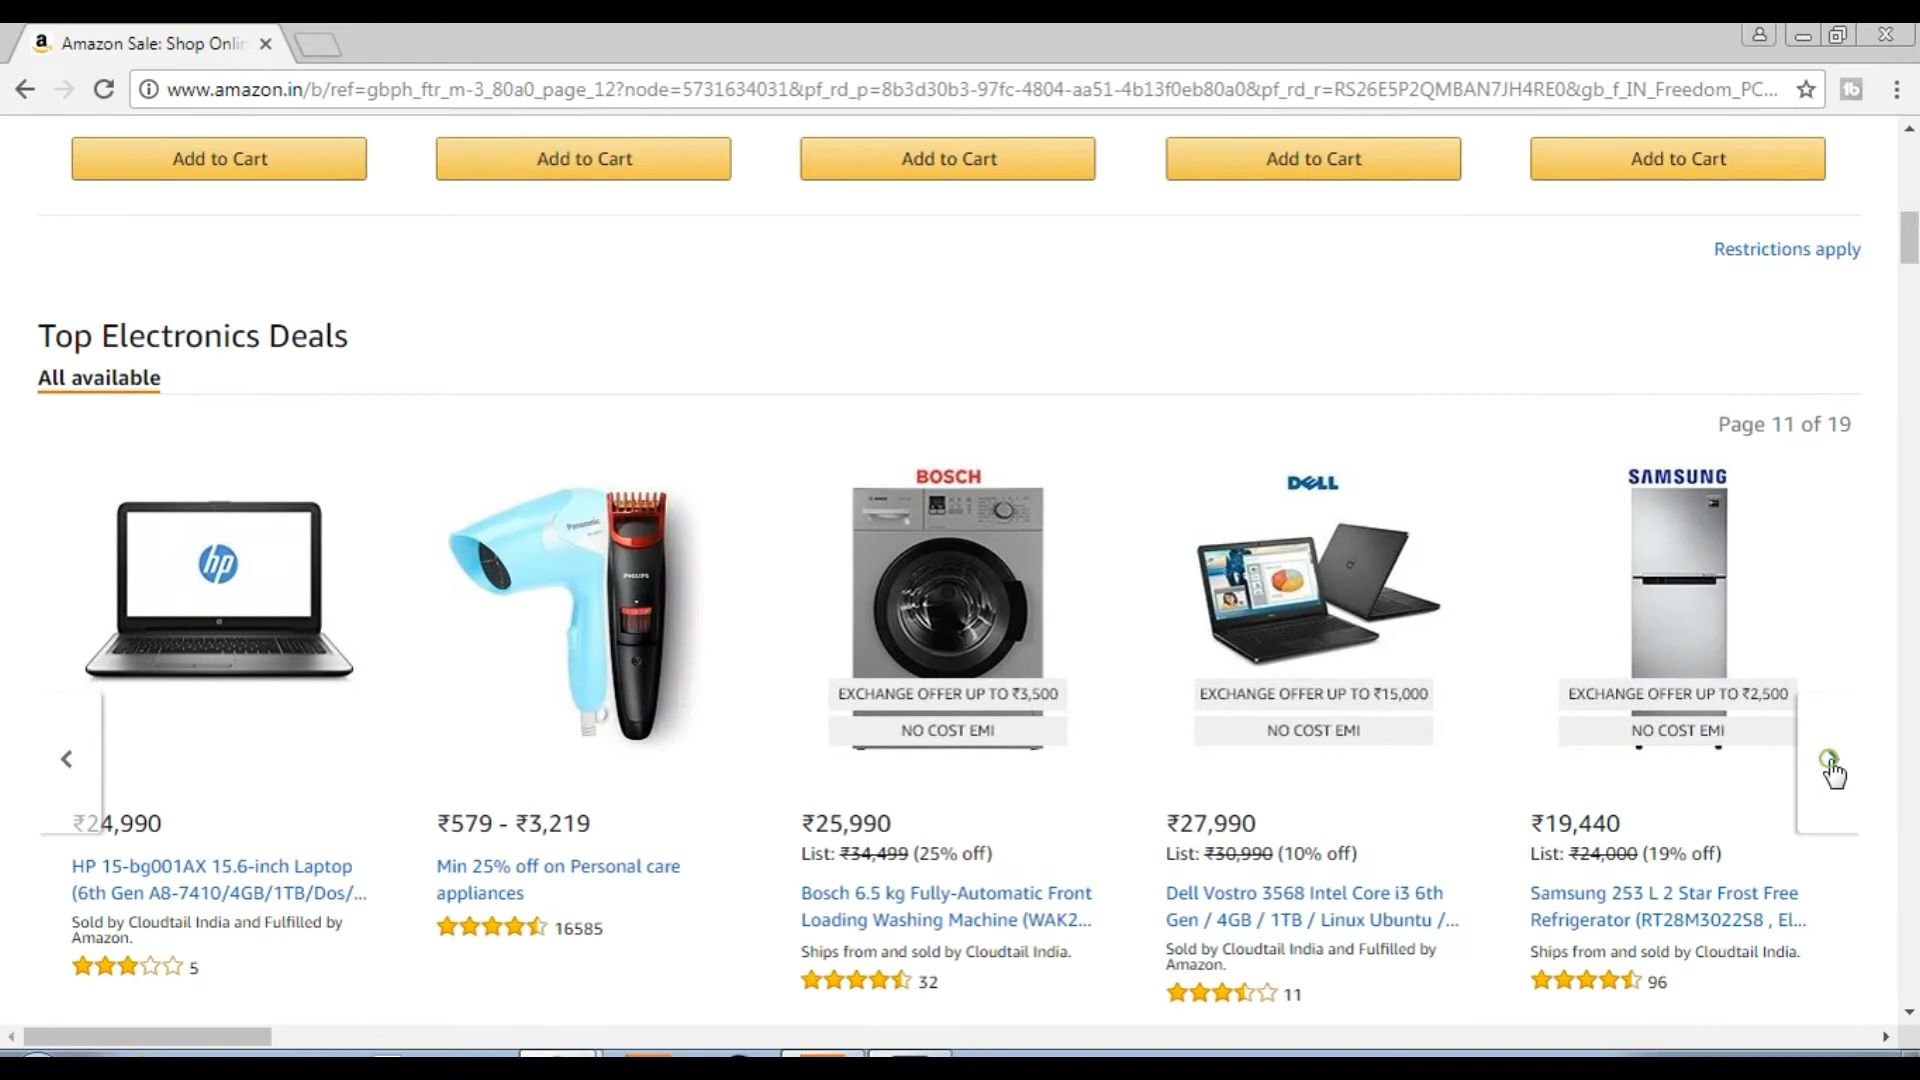 Amazon Sale: Shop Onli
www.amazon.in/b/ref=gbph_ftr_m-3_80a0_page_12?node=5731634031&pf_rd_p=8b3d30b3-97fc-4804-aa51-4b13f0eb80a0&pf_rd_r=RS26E5P2QMBAN7JH4RE0&gb_f_IN_Freedom_PC...
Add to Cart Add to Cart Add to Cart Add to Cart Add to Cart
Restrictions apply
Top Electronics Deals
All available
Page 11 of 19
hp
Panasonic
PHILIPS
BOSCH
EXCHANGE OFFER UP TO ₹3,500
NO COST EMI
DELL
EXCHANGE OFFER UP TO ₹15,000
NO COST EMI
SAMSUNG
EXCHANGE OFFER UP TO ₹2,500
NO COST EMI
₹24,990
HP 15-bg001AX 15.6-inch Laptop
(6th Gen A8-7410/4GB/1TB/Dos/...
Sold by Cloudtail India and Fulfilled by
Amazon.
5
₹579 - ₹3,219
Min 25% off on Personal care
appliances
16585
₹25,990
List: ₹34,499 (25% off)
Bosch 6.5 kg Fully-Automatic Front
Loading Washing Machine (WAK2...
Ships from and sold by Cloudtail India.
32
₹27,990
List: ₹30,990 (10% off)
Dell Vostro 3568 Intel Core i3 6th
Gen / 4GB / 1TB / Linux Ubuntu /...
Sold by Cloudtail India and Fulfilled by
Amazon.
11
₹19,440
List: ₹24,000 (19% off)
Samsung 253 L 2 Star Frost Free
Refrigerator (RT28M3022S8 , El...
Ships from and sold by Cloudtail India.
96